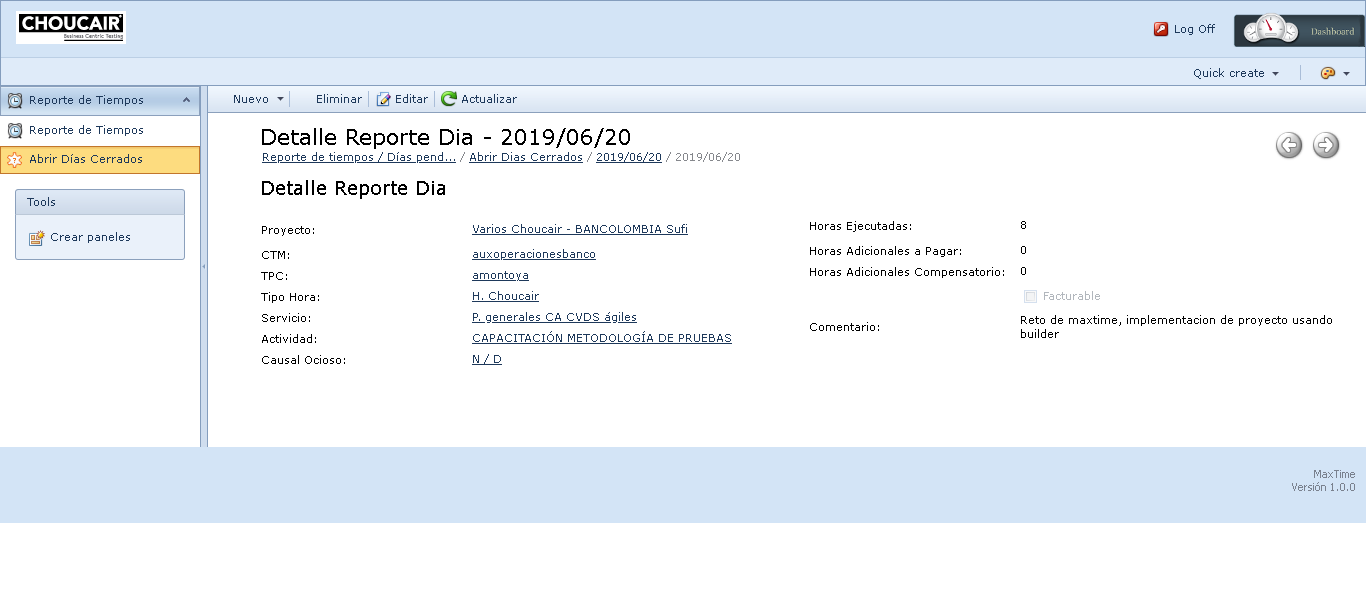 CHOUCAIR
Business Centric Testing
Log Off
Dashboard
Quick create
Reporte de Tiempos
Reporte de Tiempos
Abrir Días Cerrados
Tools
Crear paneles
Nuevo Eliminar Editar Actualizar
Detalle Reporte Dia - 2019/06/20
Reporte de tiempos / Días pend... / Abrir Dias Cerrados / 2019/06/20 / 2019/06/20
Detalle Reporte Dia
Proyecto: Varios Choucair - BANCOLOMBIA Sufi
CTM: auxoperacionesbanco
TPC: amontoya
Tipo Hora: H. Choucair
Servicio: P. generales CA CVDS ágiles
Actividad: CAPACITACIÓN METODOLOGÍA DE PRUEBAS
Causal Ocioso: N / D
Horas Ejecutadas: 8
Horas Adicionales a Pagar: 0
Horas Adicionales Compensatorio: 0
Facturable
Comentario: Reto de maxtime, implementacion de proyecto usando
builder
MaxTime
Versión 1.0.0